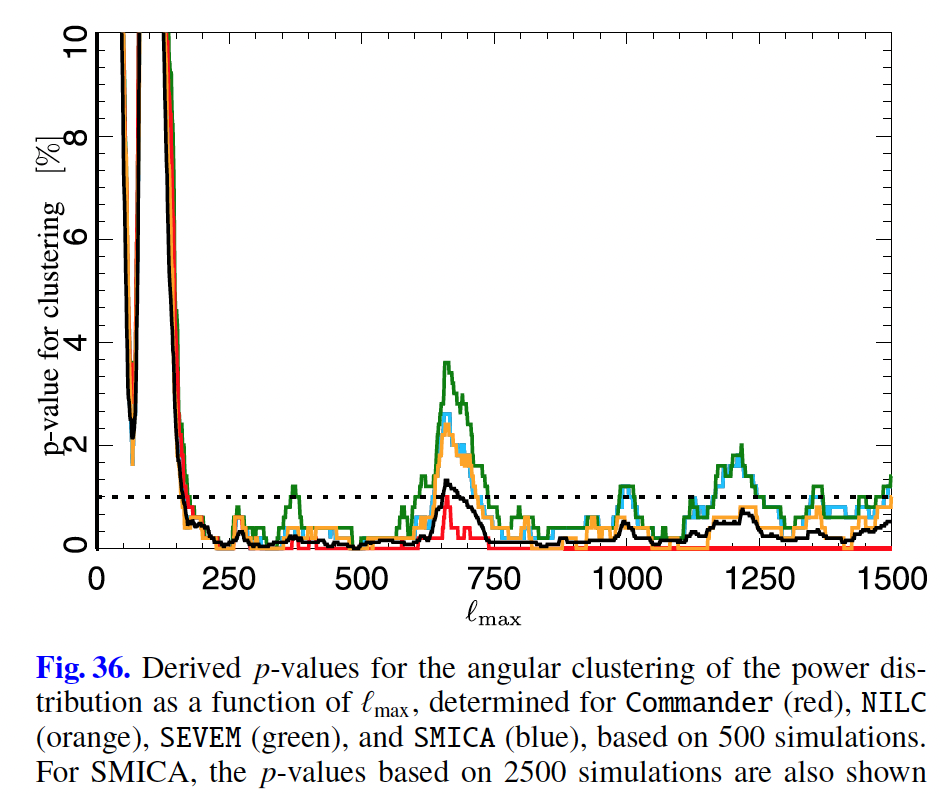 10
8
6
4
2
0
p-value for clustering [%]
0 250 500 750 1000 1250 1500
ℓmax
Fig. 36. Derived p-values for the angular clustering of the power dis-
tribution as a function of ℓmax, determined for Commander (red), NILC
(orange), SEVEM (green), and SMICA (blue), based on 500 simulations.
For SMICA, the p-values based on 2500 simulations are also shown